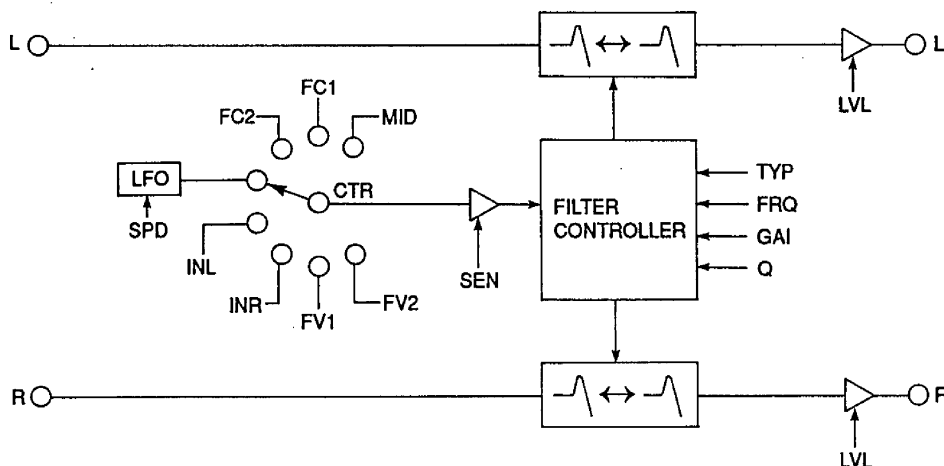 L
L
LVL
FC1
FC2
MID
LFO
CTR
SPD
INL
SEN
INR
FV1
FV2
FILTER
CONTROLLER
TYP
FRQ
GAI
Q
R
LVL